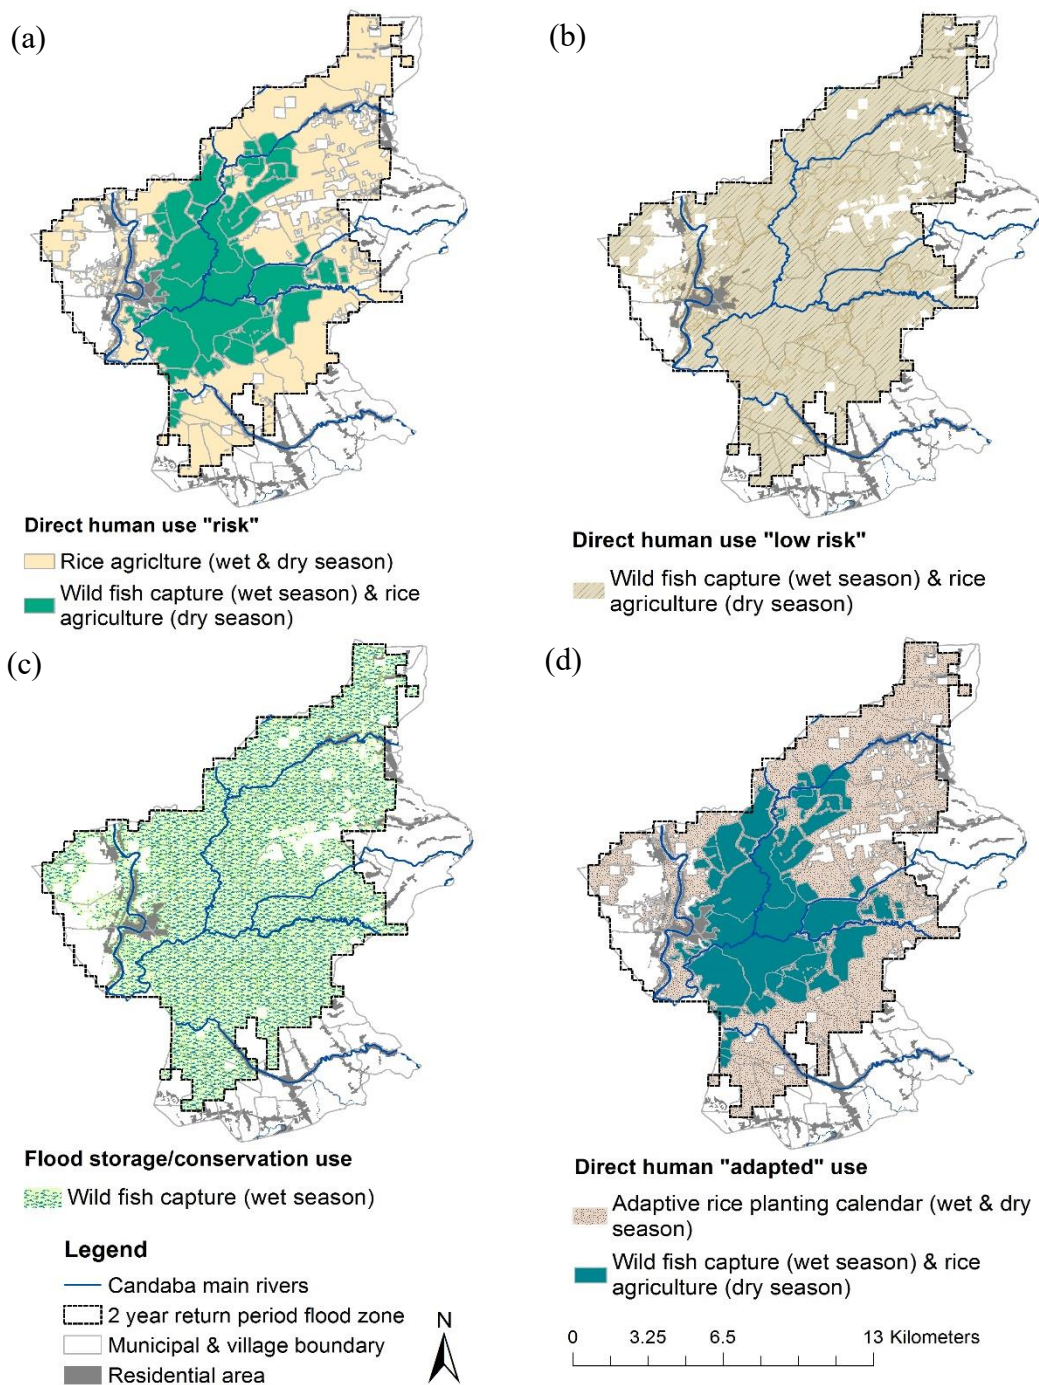 (a)
(b)
Direct human use "risk"
Rice agriclture (wet & dry season)
Wild fish capture (wet season) & rice
agriculture (dry season)
Direct human use "low risk"
Wild fish capture (wet season) & rice
agriculture (dry season)
(c)
(d)
Flood storage/conservation use
Wild fish capture (wet season)
Direct human "adapted" use
Adaptive rice planting calendar (wet & dry
season)
Wild fish capture (wet season) & rice
agriculture (dry season)
Legend
Candaba main rivers
2 year return period flood zone
Municipal & village boundary
Residential area
N
0 3.25 6.5 13 Kilometers